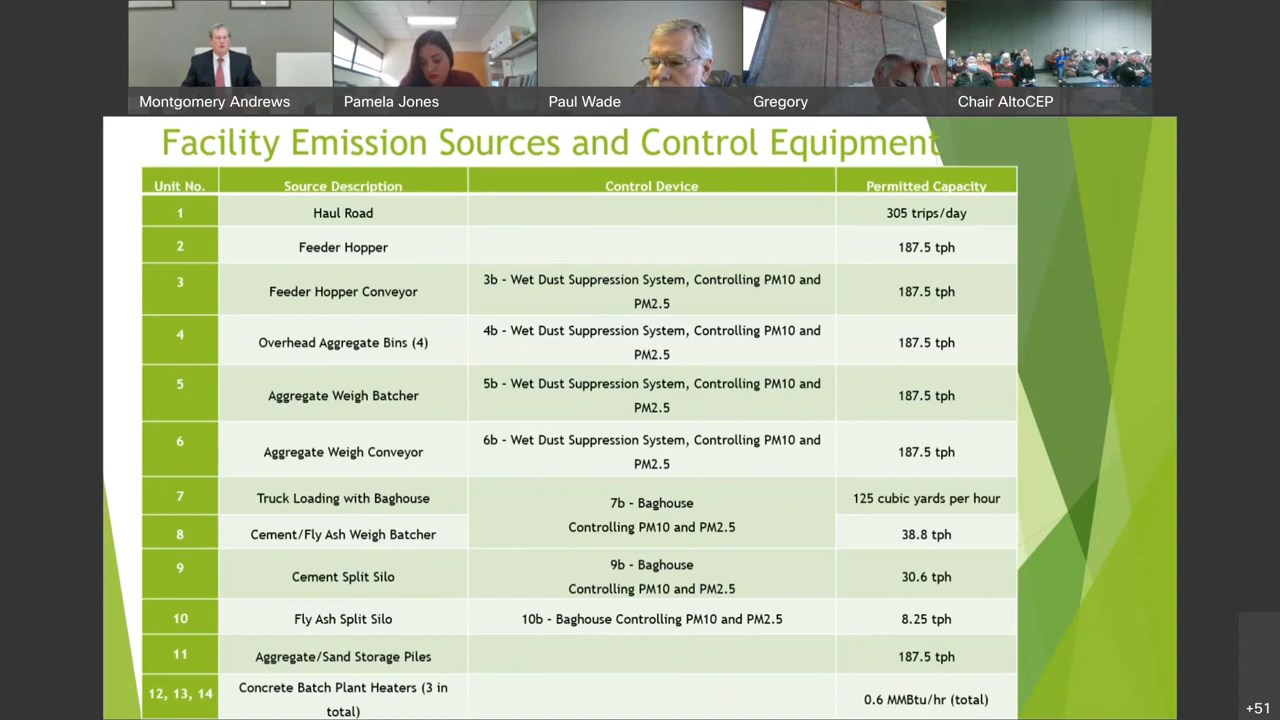 Montgomery Andrews
Pamela Jones
Paul Wade
Gregory
Chair AltoCEP
Facility Emission Sources and Control Equipment
Unit No. Source Description Control Device Permitted Capacity
1 Haul Road 305 trips/day
2 Feeder Hopper 187.5 tph
3 Feeder Hopper Conveyor 3b - Wet Dust Suppression System, Controlling PM10 and
PM2.5 187.5 tph
4 Overhead Aggregate Bins (4) 4b - Wet Dust Suppression System, Controlling PM10 and
PM2.5 187.5 tph
5 Aggregate Weigh Batcher 5b - Wet Dust Suppression System, Controlling PM10 and
PM2.5 187.5 tph
6 Aggregate Weigh Conveyor 6b - Wet Dust Suppression System, Controlling PM10 and
PM2.5 187.5 tph
7 Truck Loading with Baghouse 7b - Baghouse 125 cubic yards per hour
Controlling PM10 and PM2.5
8 Cement/Fly Ash Weigh Batcher 38.8 tph
9 Cement Split Silo 9b - Baghouse
Controlling PM10 and PM2.5 30.6 tph
10 Fly Ash Split Silo 10b - Baghouse Controlling PM10 and PM2.5 8.25 tph
11 Aggregate/Sand Storage Piles 187.5 tph
12, 13, 14 Concrete Batch Plant Heaters (3 in
total) 0.6 MMBtu/hr (total)
+51